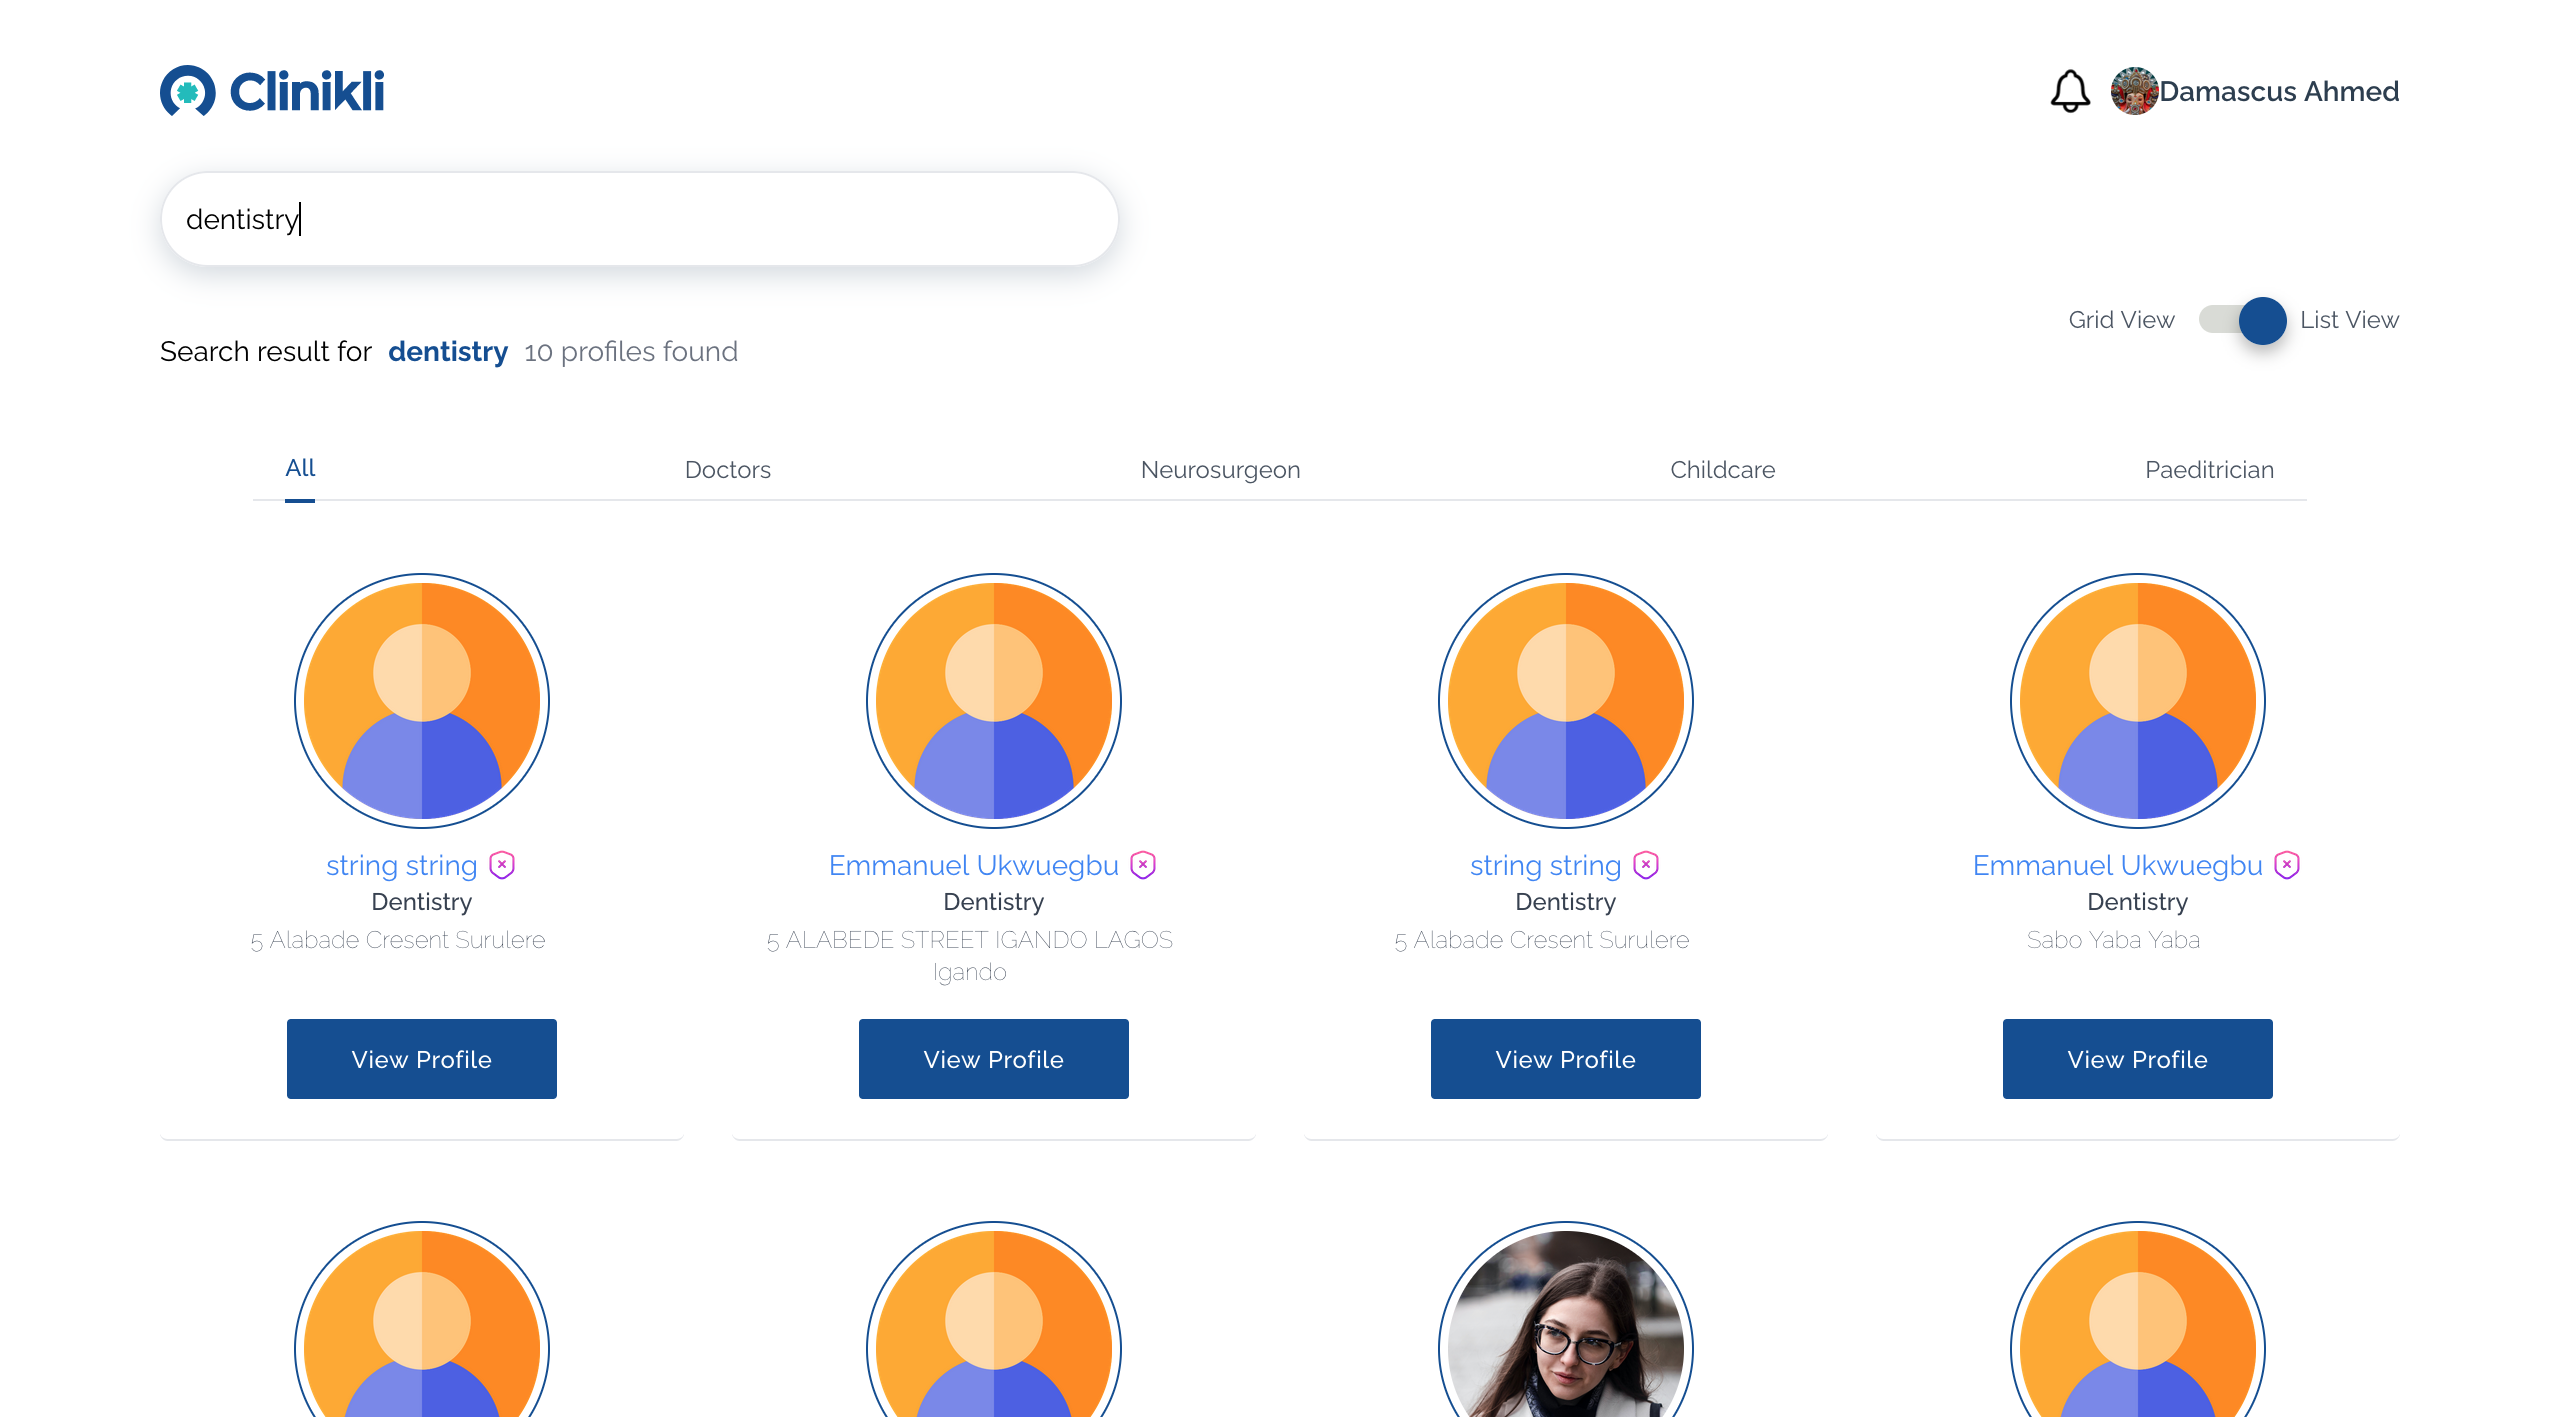 Clinikli
Damascus Ahmed
dentistry
Grid View
List View
Search result for dentistry 10 profiles found
All
Doctors
Neurosurgeon
Childcare
Paeditrician
string string
Dentistry
5 Alabade Cresent Surulere
View Profile
Emmanuel Ukwuegbu
Dentistry
5 ALABEDE STREET IGANDO LAGOS
Igando
View Profile
string string
Dentistry
5 Alabade Cresent Surulere
View Profile
Emmanuel Ukwuegbu
Dentistry
Sabo Yaba Yaba
View Profile